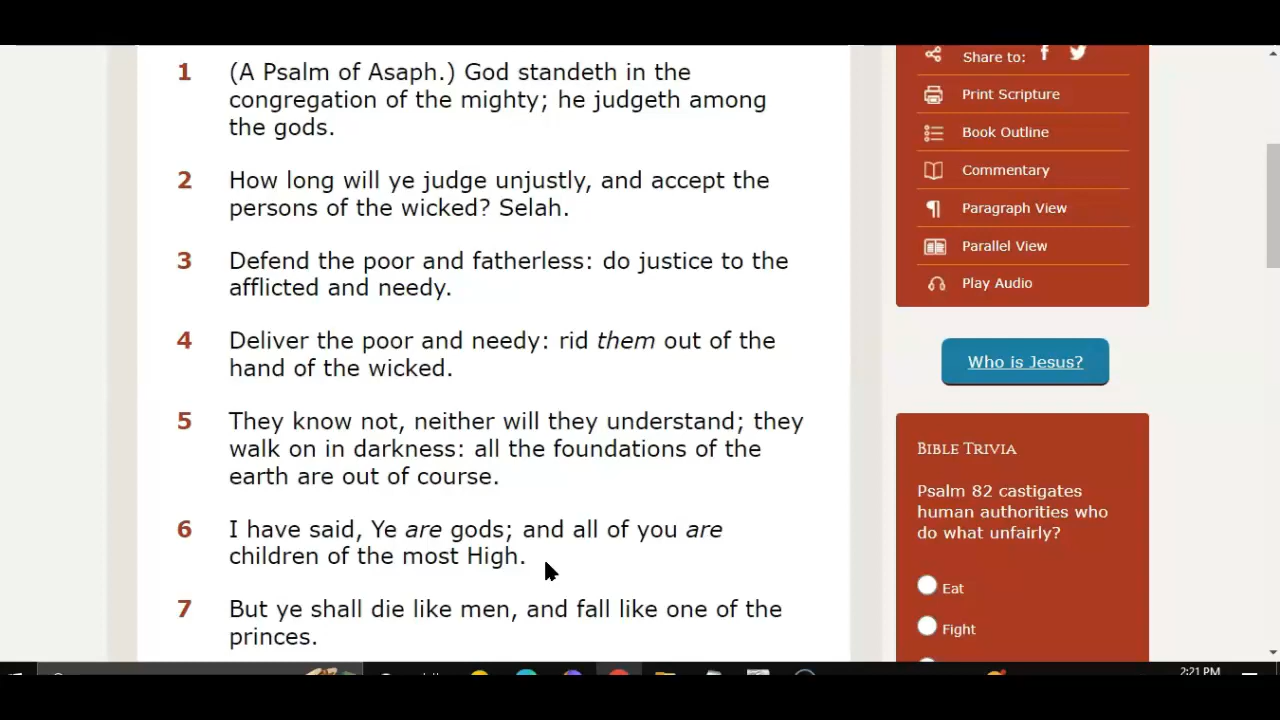 1 (A Psalm of Asaph.) God standeth in the
congregation of the mighty; he judgeth among
the gods.
2 How long will ye judge unjustly, and accept the
persons of the wicked? Selah.
3 Defend the poor and fatherless: do justice to the
afflicted and needy.
4 Deliver the poor and needy: rid them out of the
hand of the wicked.
5 They know not, neither will they understand; they
walk on in darkness: all the foundations of the
earth are out of course.
6 I have said, Ye are gods; and all of you are
children of the most High.
7 But ye shall die like men, and fall like one of the
princes.
Share to:
Print Scripture
Book Outline
Commentary
Paragraph View
Parallel View
Play Audio
Who is Jesus?
Bible Trivia
Psalm 82 castigates
human authorities who
do what unfairly?
Eat
Fight
2:21 PM